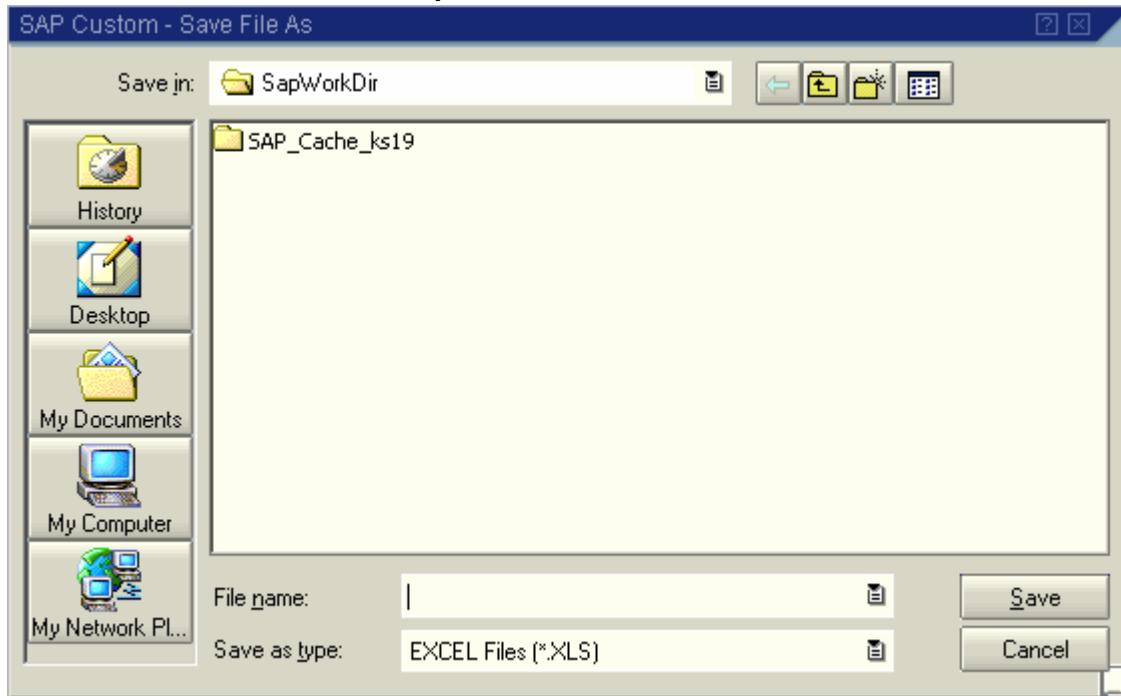 SAP Custom - Save File As
Save in: SapWorkDir
SAP_Cache_ks19
History
Desktop
My Documents
My Computer
My Network Pl...
File name:
Save
Save as type: EXCEL Files (*.XLS)
Cancel